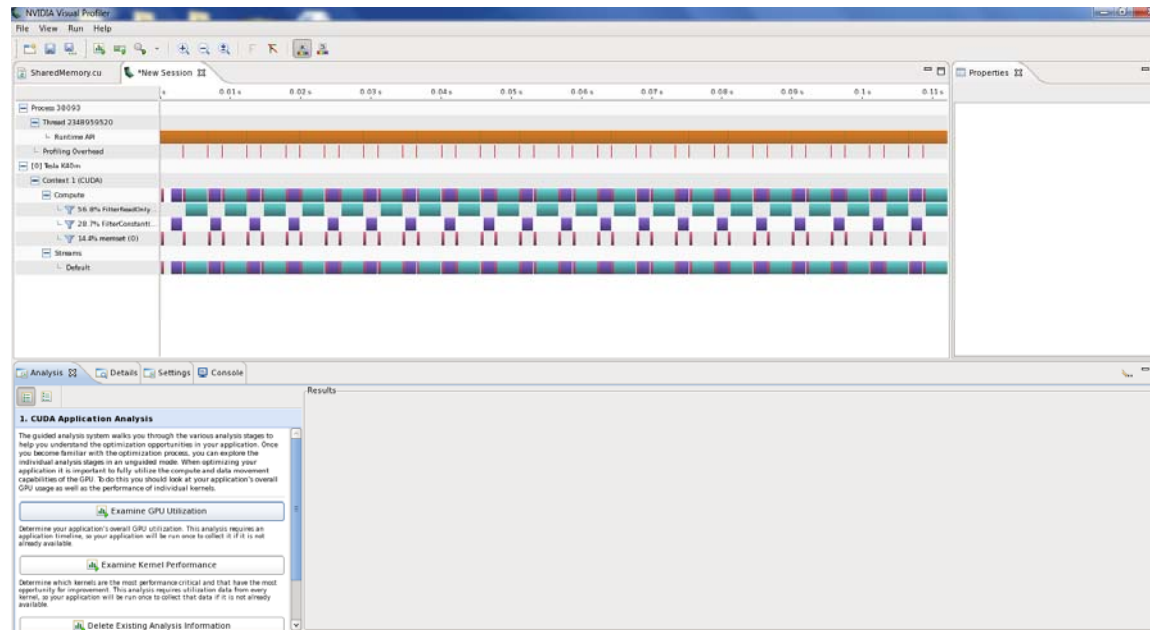 NVIDIA Visual Profiler
File View Run Help
SharedMemory.cu
*New Session
Properties
s 0.01 s 0.02 s 0.03 s 0.04 s 0.05 s 0.06 s 0.07 s 0.08 s 0.09 s 0.1 s 0.11 s
Process 38093
Thread 2348959520
Runtime API
Profiling Overhead
[0] Tesla K40m
Context 1 (CUDA)
Compute
56.8% FilterReadOnly...
28.7% FilterConstant...
14.4% memset (0)
Streams
Default
Analysis Details Settings Console
Results
1. CUDA Application Analysis
The guided analysis system walks you through the various analysis stages to
help you understand the optimization opportunities in your application. Once
you become familiar with the optimization process, you can explore the
individual analysis stages in an unguided mode. When optimizing your
application it is important to fully utilize the compute and data movement
capabilities of the GPU. To do this you should look at your application's overall
GPU usage as well as the performance of individual kernels.
Examine GPU Utilization
Determine your application's overall GPU utilization. This analysis requires an
application timeline, so your application will be run once to collect it if it is not
already available.
Examine Kernel Performance
Determine which kernels are the most performance critical and that have the most
opportunity for improvement. This analysis requires utilization data from every
kernel, so your application will be run once to collect that data if it is not already
available.
Delete Existing Analysis Information